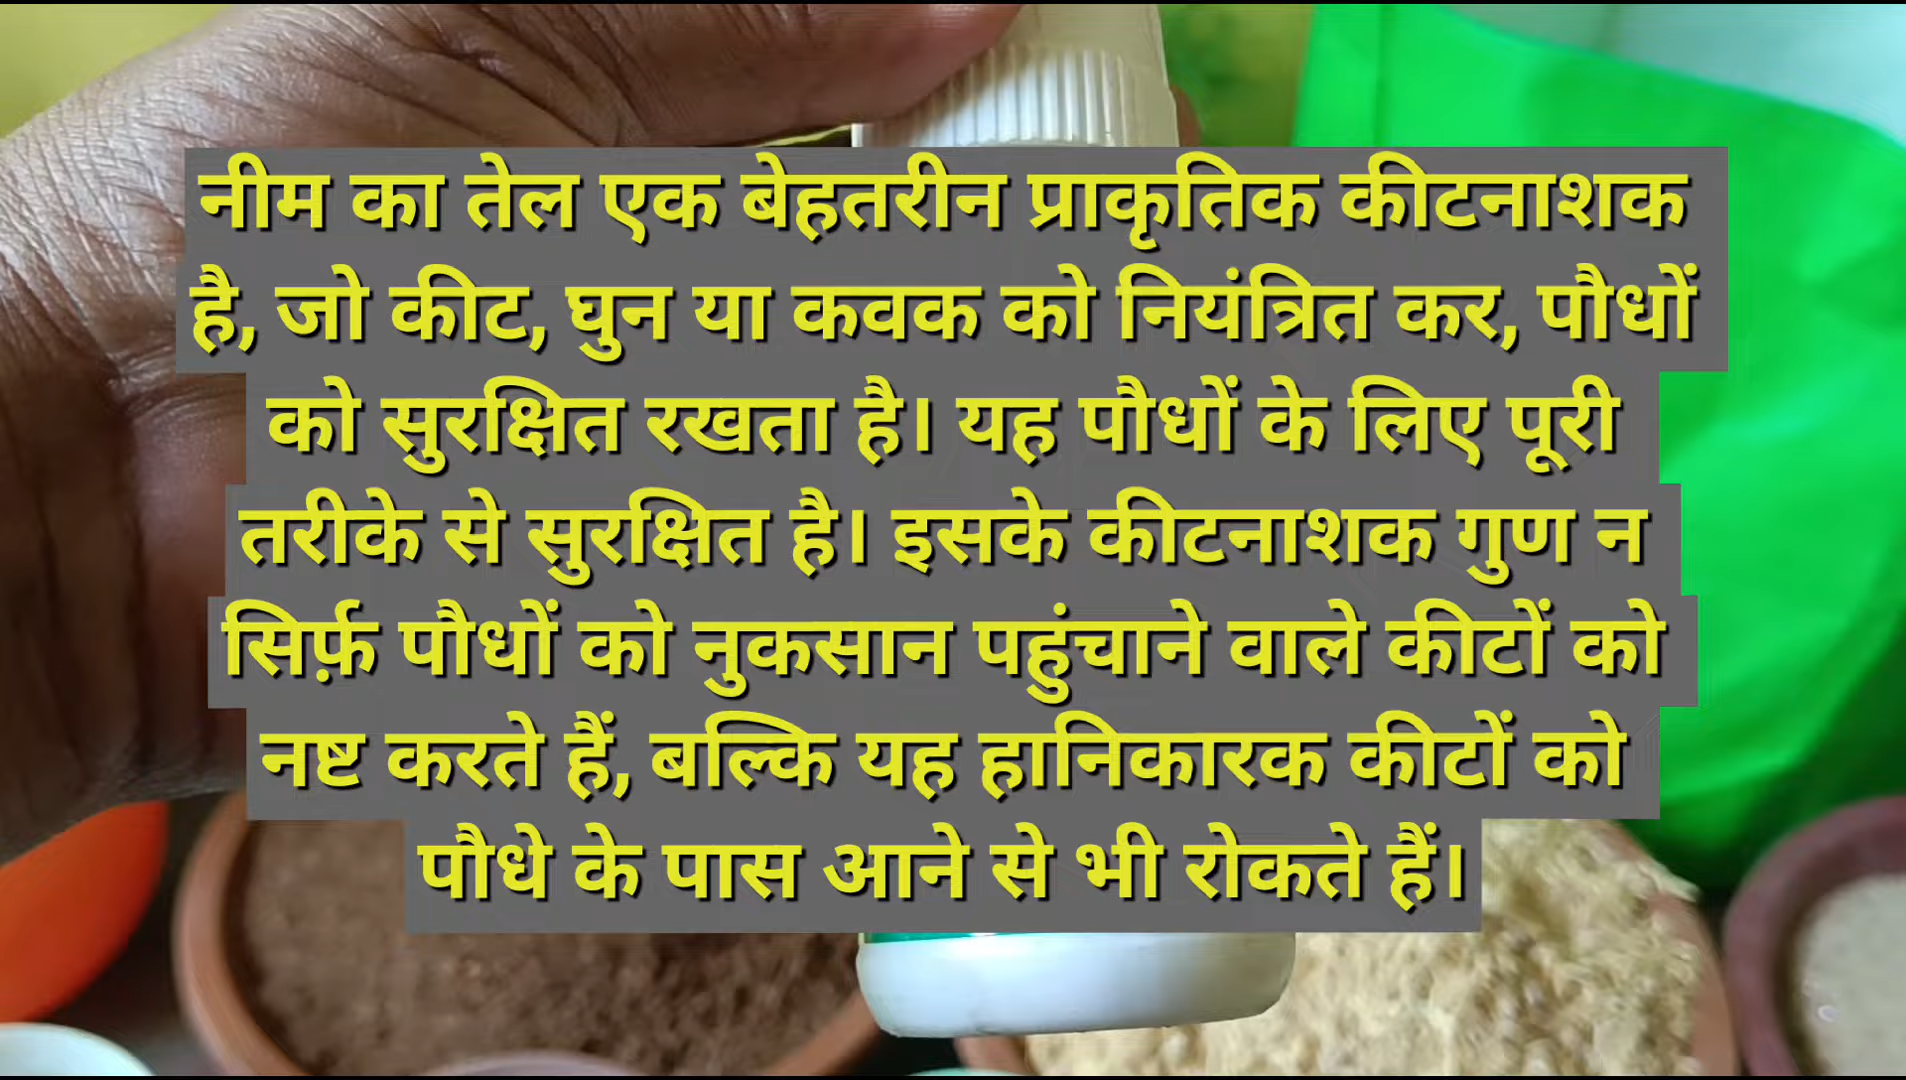 नीम का तेल एक बेहतरीन प्राकृतिक कीटनाशक
है, जो कीट, घुन या कवक को नियंत्रित कर, पौधों
को सुरक्षित रखता है। यह पौधों के लिए पूरी
तरीके से सुरक्षित है। इसके कीटनाशक गुण न
सिर्फ़ पौधों को नुकसान पहुंचाने वाले कीटों को
नष्ट करते हैं, बल्कि यह हानिकारक कीटों को
पौधे के पास आने से भी रोकते हैं।